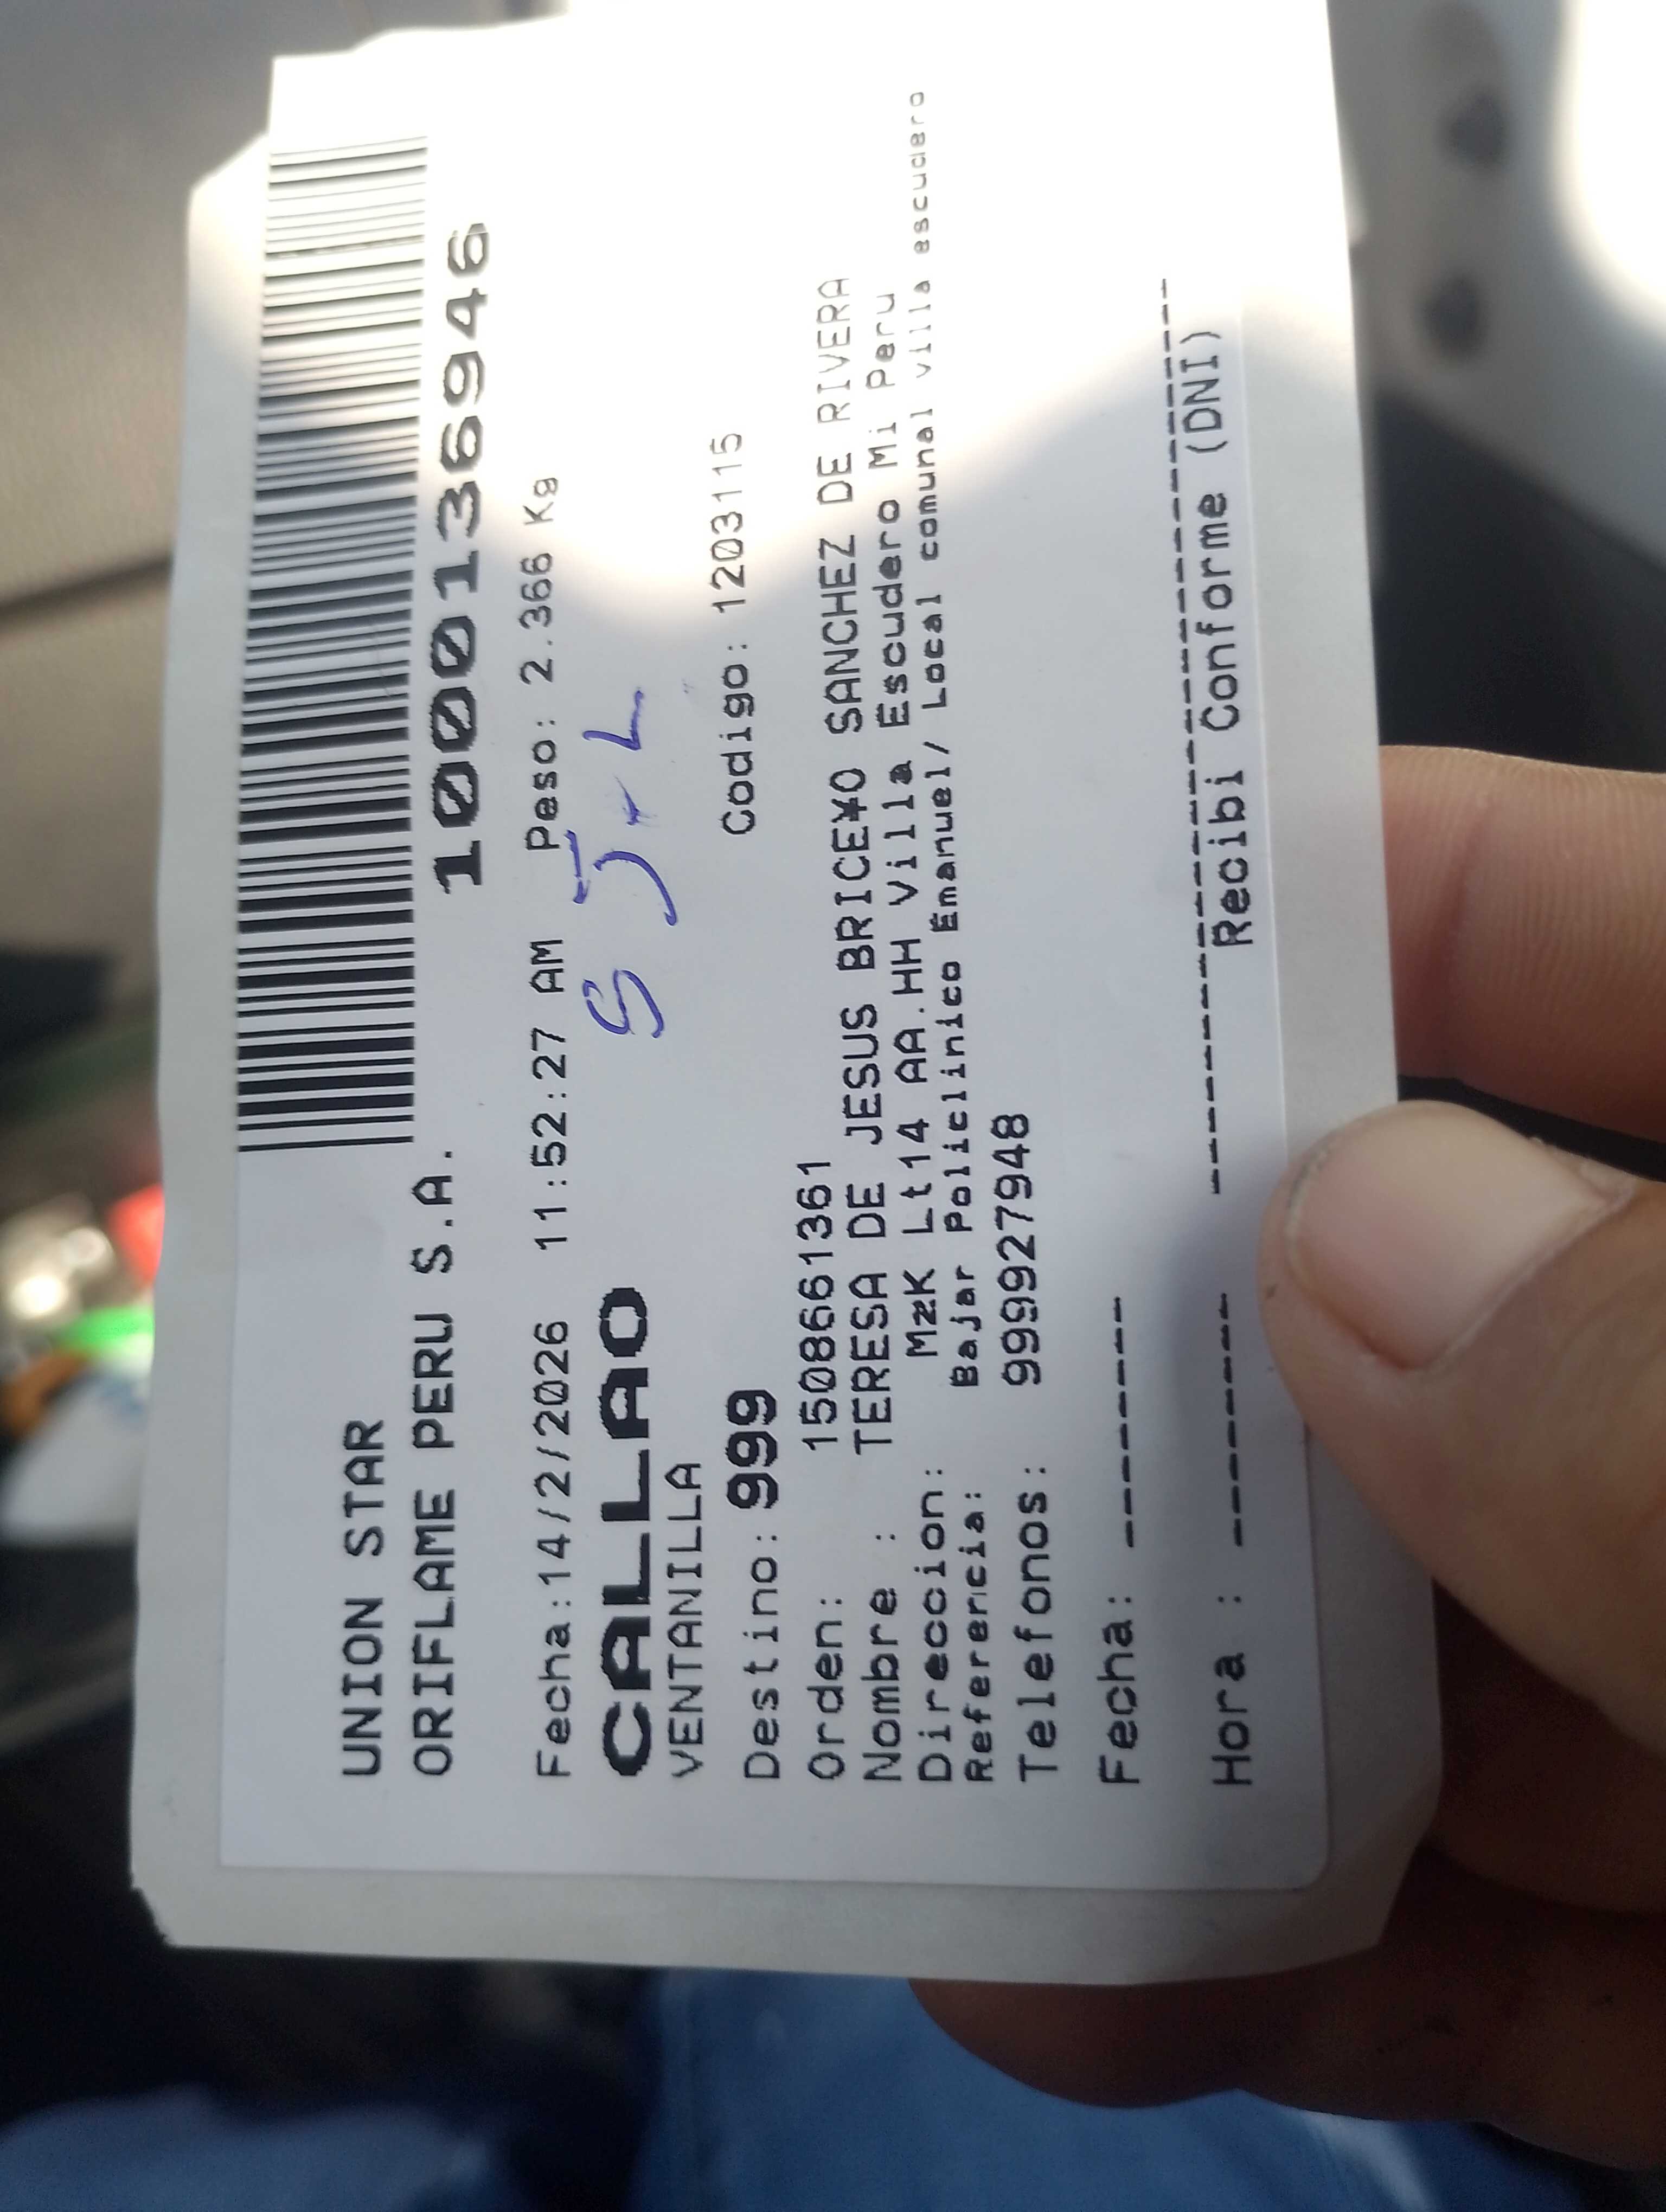 UNION STAR
ORIFLAME PERU S.A.
1000136946
Fecha:14/2/2026 11:52:27 AM Peso: 2.366 Kg
CALLAO
VENTANILLA
Destino: 999 Codigo: 1203115
Orden: 1508661361
Nombre : TERESA DE JESUS BRICE¥O SANCHEZ DE RIVERA
Direccion: MzK Lt14 AA.HH Villa Escudero Mi Peru
Referencia: Bajar Policlinico Emanuel/ Local comunal villa escudero
Telefonos: 999927948
Fecha: -------
Hora : -------
Recibi Conforme (DNI)